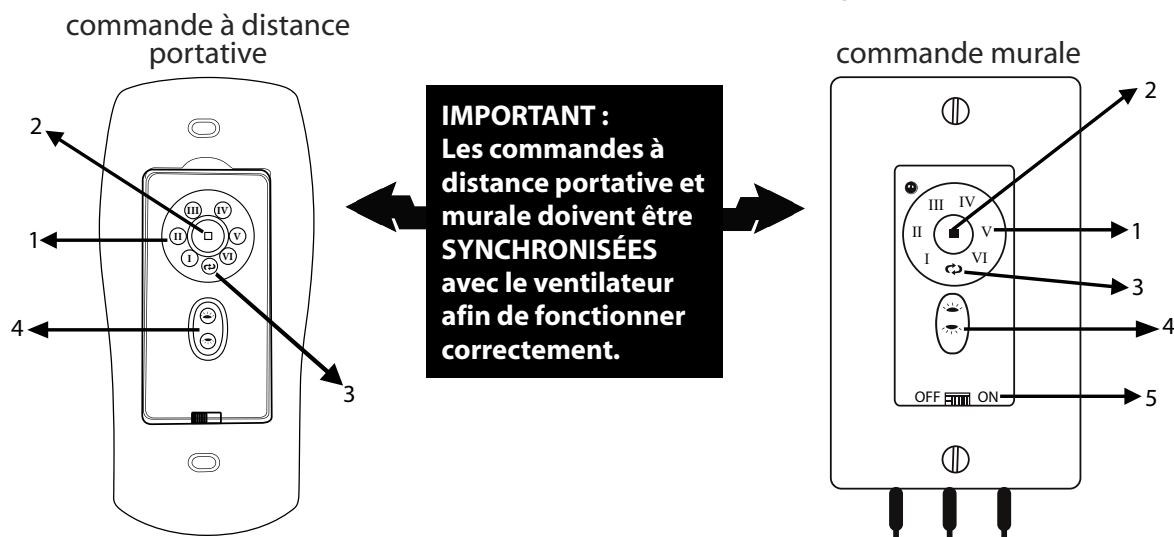 commande à distance
portative
2
III IV
II V
I VI
1
4
3
IMPORTANT :
Les commandes à
distance portative et
murale doivent être
SYNCHRONISÉES
avec le ventilateur
afin de fonctionner
correctement.
commande murale
2
III IV
II V
I VI
1
3
4
OFF ON
5